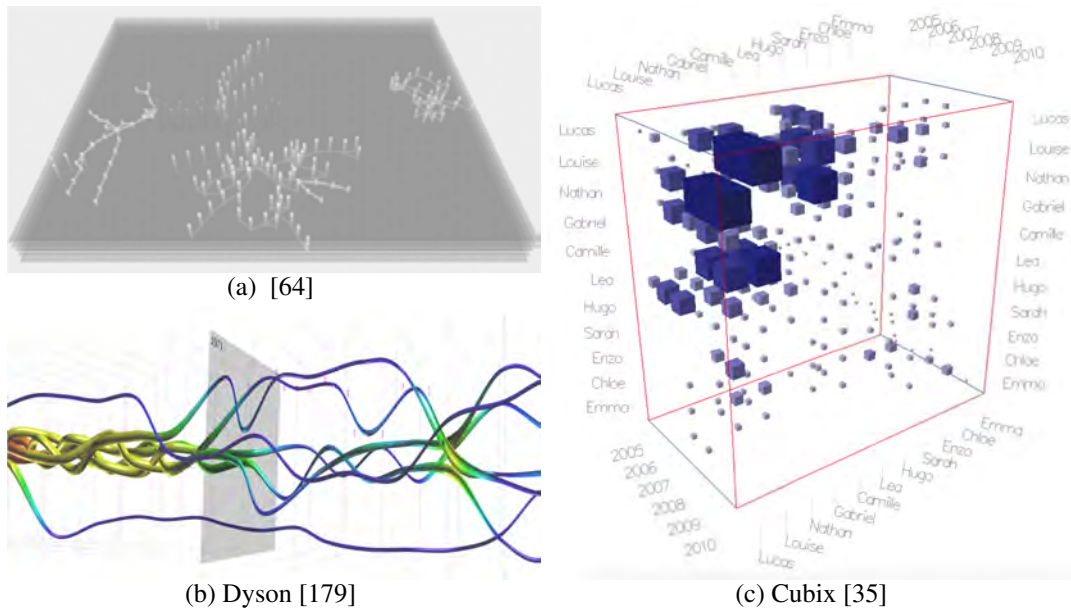 Lucas
Louise
Nathan
Gabriel
Camille
Lea
Hugo
Sarah
Enzo
Chloe
Emma
2005
2006
2007
2008
2009
2010
Lucas
Louise
Nathan
Gabriel
Camille
Lea
Hugo
Sarah
Enzo
Chloe
Emma
Lucas
Louise
Nathan
Gabriel
Camille
Lea
Hugo
Sarah
Enzo
Chloe
Emma
2005
2006
2007
2008
2009
2010
Emma
Chloe
Enzo
Sarah
Hugo
Lea
Camille
Gabriel
Nathan
Louise
Lucas
(a) [64]
(b) Dyson [179]
(c) Cubix [35]